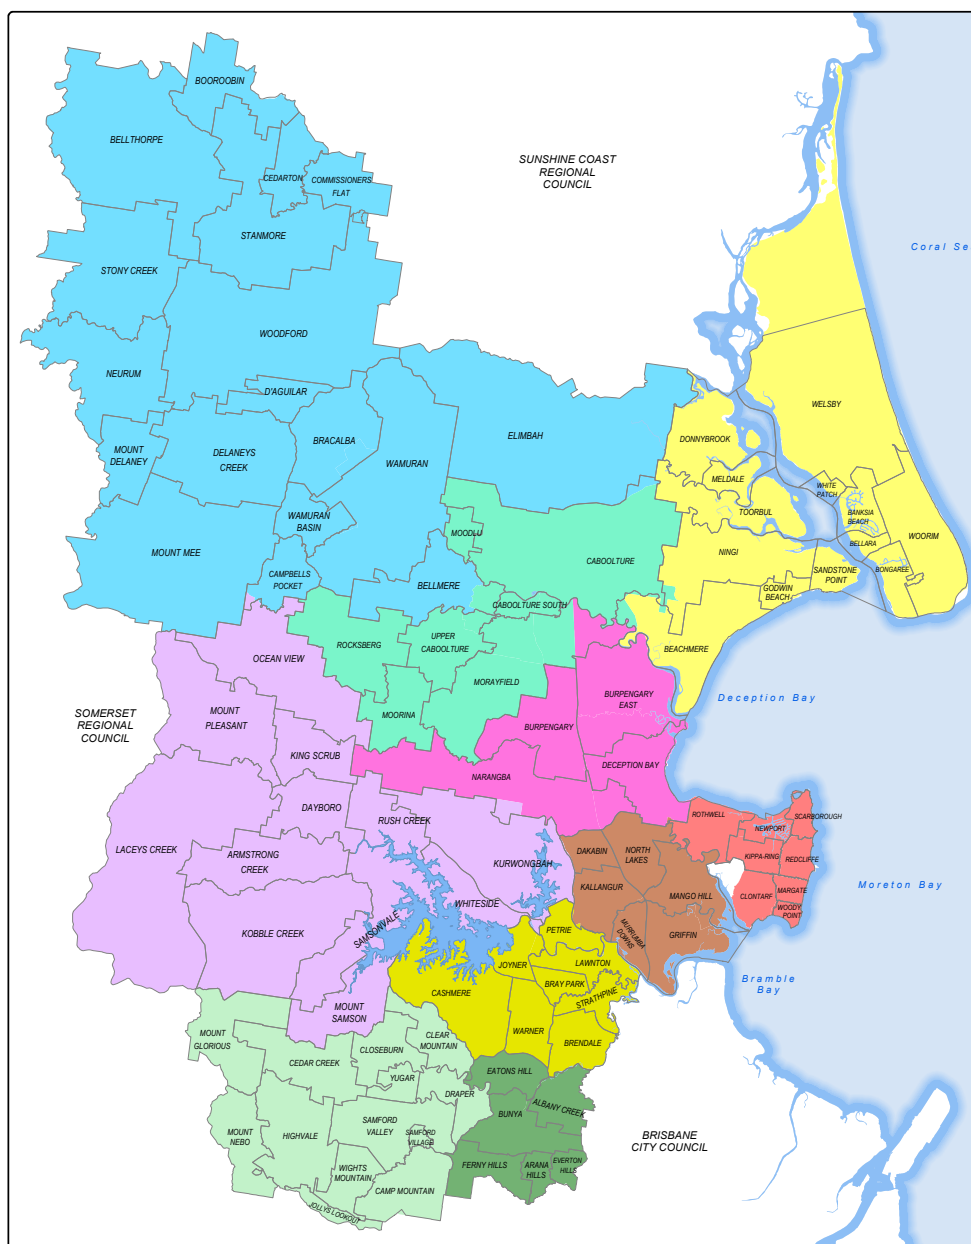 BOOROOBIN
BELLTHORPE
SUNSHINE COAST
REGIONAL
COUNCIL
CEDARTON
COMMISSIONERS
FLAT
STANMORE
Coral Se
STONY CREEK
WOODFORD
NEURUM
D'AGUILAR
WELSBY
BRACALBA
ELIMBAH
DONNYBROOK
MOUNT
DELANEY
DELANEYS
CREEK
WAMURAN
MELDALE
WHITE
PATCH
TOORBUL
BANKSIA
BEACH
WAMURAN
BASIN
MOODLU
WOORIM
BELLARA
MOUNT MEE
NINGI
CABOOLTURE
SANDSTONE
POINT
BONGAREE
CAMPBELLS
POCKET
BELLMERE
GODWIN
BEACH
CABOOLTURE SOUTH
ROCKSBERG
UPPER
CABOOLTURE
BEACHMERE
OCEAN VIEW
MORAYFIELD
BURPENGARY
EAST
Deception Bay
MOUNT
PLEASANT
MOORINA
SOMERSET
REGIONAL
COUNCIL
BURPENGARY
KING SCRUB
DECEPTION BAY
NARANGBA
DAYBORO
RUSH CREEK
ROTHWELL
SCARBOROUGH
NEWPORT
LACEYS CREEK
ARMSTRONG
CREEK
KURWONGBAH
DAKABIN
NORTH
LAKES
KIPPA-RING
REDCLIFFE
KALLANGUR
MANGO HILL
CLONTARF
MARGATE
Moreton Bay
WHITESIDE
WOODY
POINT
KOBBLE CREEK
SAMSONVALE
PETRIE
MURRUMBA
DOWNS
GRIFFIN
JOYNER
LAWNTON
CASHMERE
BRAY PARK
STRATHPINE
Bramble
Bay
MOUNT
SAMSON
WARNER
BRENDALE
MOUNT
GLORIOUS
CLEAR
MOUNTAIN
CLOSEBURN
CEDAR CREEK
EATONS HILL
YUGAR
DRAPER
ALBANY CREEK
BUNYA
SAMFORD
VALLEY
MOUNT
NEBO
HIGHVALE
SAMFORD
VILLAGE
BRISBANE
CITY COUNCIL
FERNY HILLS
ARANA
HILLS
EVERTON
HILLS
WIGHTS
MOUNTAIN
CAMP MOUNTAIN
JOLLYS LOOKOUT